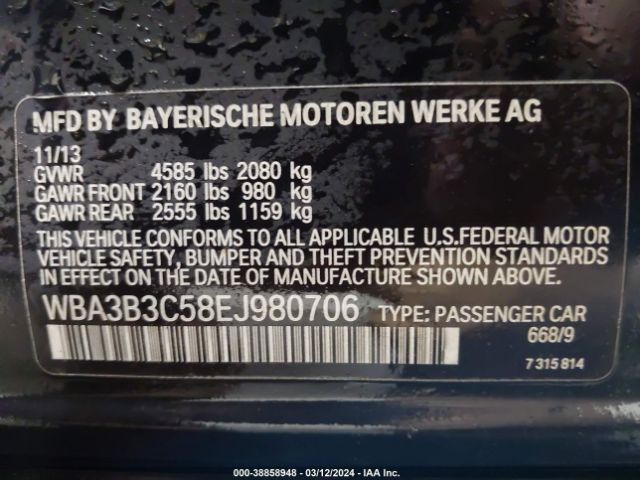 MFD BY BAYERISCHE MOTOREN WERKE AG
11/13
GVWR 4585 lbs 2080 kg
GAWR FRONT 2160 lbs 980 kg
GAWR REAR 2555 lbs 1159 kg
THIS VEHICLE CONFORMS TO ALL APPLICABLE U.S.FEDERAL MOTOR
VEHICLE SAFETY, BUMPER AND THEFT PREVENTION STANDARDS
IN EFFECT ON THE DATE OF MANUFACTURE SHOWN ABOVE.
WBA3B3C58EJ980706 TYPE: PASSENGER CAR
668/9
7 315 814
000-38858948 - 03/12/2024 - IAAI.COM